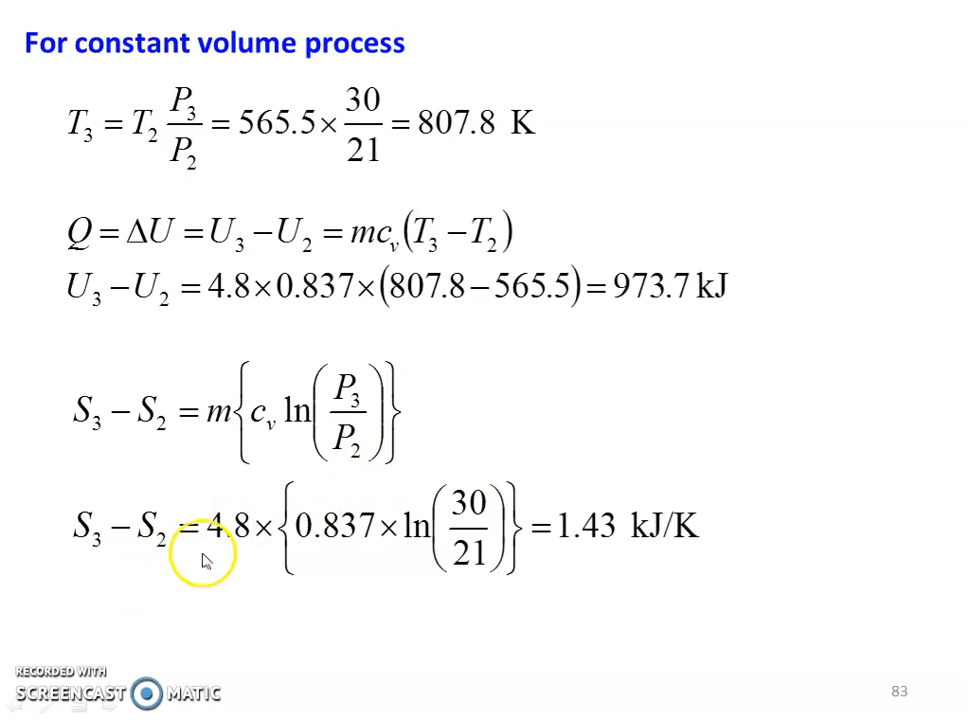 For constant volume process
T₃ = T₂ P₃/P₂ = 565.5 × 30/21 = 807.8 K
Q = ΔU = U₃ − U₂ = mcᵥ(T₃ − T₂)
U₃ − U₂ = 4.8 × 0.837 × (807.8 − 565.5) = 973.7 kJ
S₃ − S₂ = m{cᵥ ln(P₃/P₂)}
S₃ − S₂ = 4.8 × {0.837 × ln(30/21)} = 1.43 kJ/K
RECORDED WITH
SCREENCAST MATIC
83